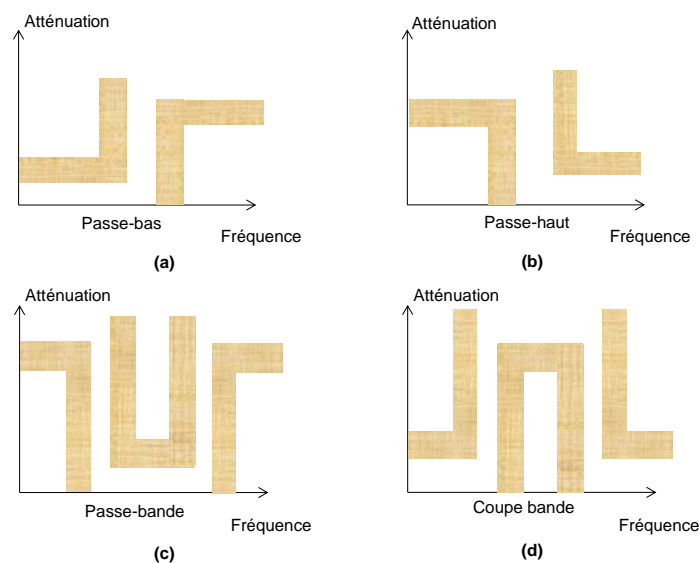 Atténuation
Passe-bas
Fréquence
(a)
Atténuation
Passe-haut
Fréquence
(b)
Atténuation
Passe-bande
Fréquence
(c)
Atténuation
Coupe bande
Fréquence
(d)